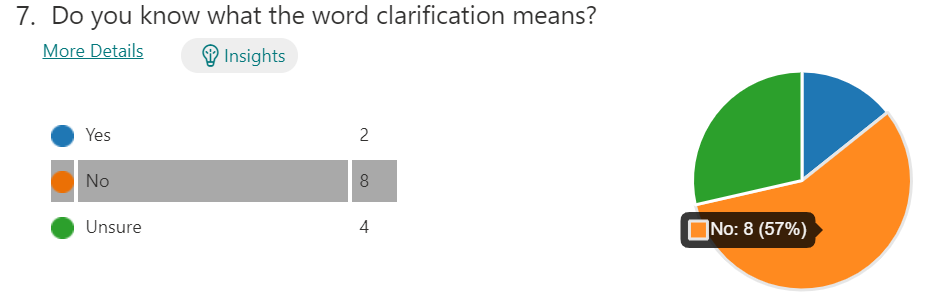 7. Do you know what the word clarification means?
More Details
Insights
Yes 2
No 8
Unsure 4
No: 8 (57%)